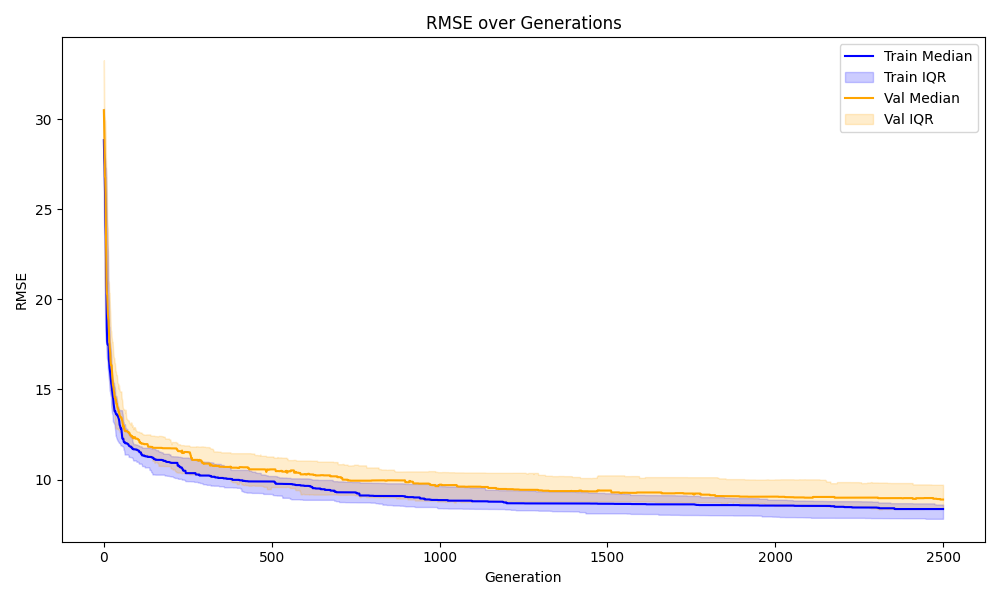 RMSE over Generations
Train Median
Train IQR
Val Median
Val IQR
RMSE
30
25
20
15
10
0
500
1000
1500
2000
2500
Generation